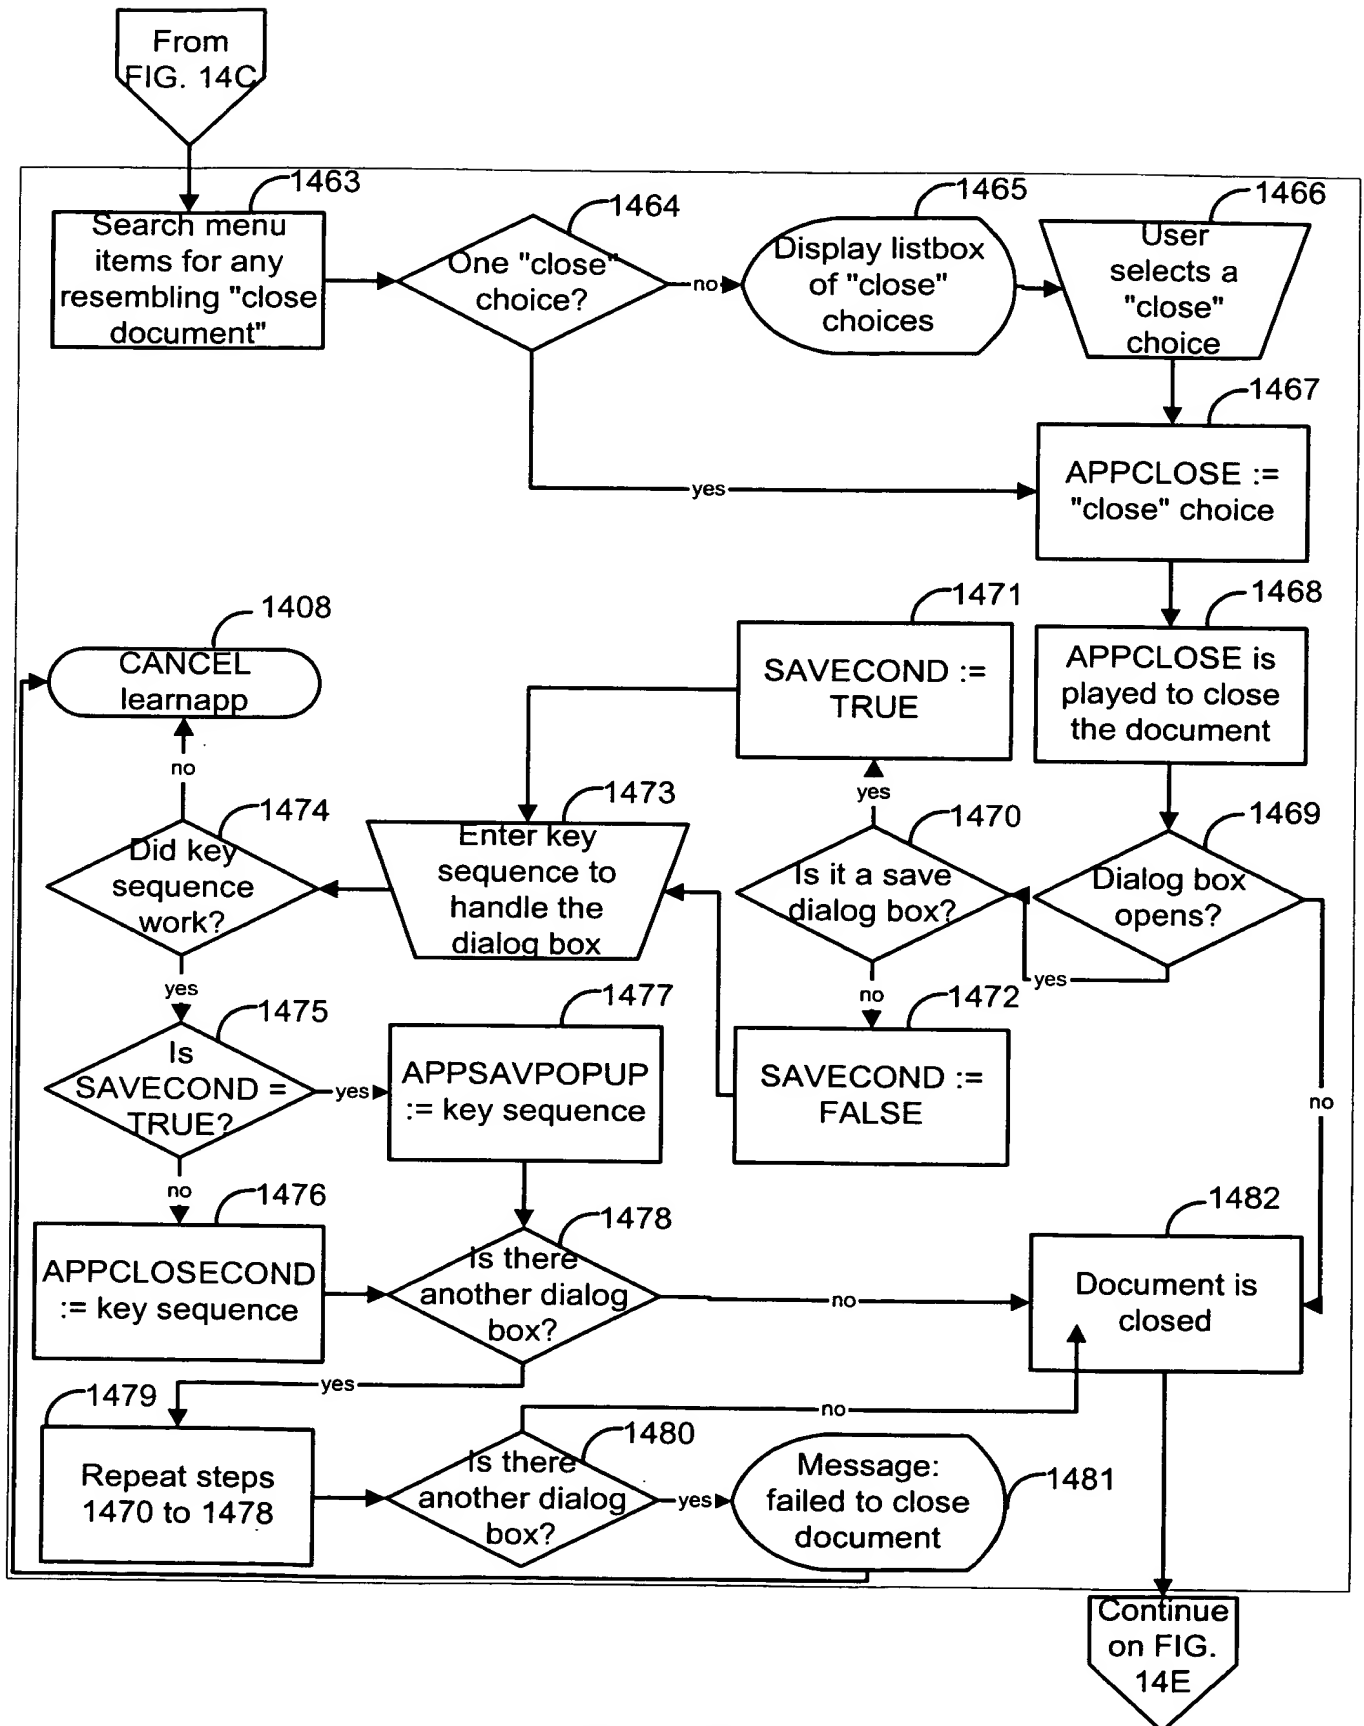 From
FIG. 14C
1463
Search menu
items for any
resembling "close
document"
1464
One "close"
choice?
no
1465
Display listbox
of "close"
choices
1466
User
selects a
"close"
choice
yes
1467
APPCLOSE :=
"close" choice
1468
APPCLOSE is
played to close
the document
1471
SAVECOND :=
TRUE
1408
CANCEL
learnapp
no
1474
Did key
sequence
work?
1473
Enter key
sequence to
handle the
dialog box
yes
1470
Is it a save
dialog box?
1469
Dialog box
opens?
yes
no
yes
no
1475
Is
SAVECOND =
TRUE?
yes
1477
APPSAVPOPUP
:= key sequence
1472
SAVECOND :=
FALSE
no
1476
APPCLOSECOND
:= key sequence
1478
Is there
another dialog
box?
no
1482
Document is
closed
yes
1479
Repeat steps
1470 to 1478
no
1480
Is there
another dialog
box?
yes
1481
Message:
failed to close
document
Continue
on FIG.
14E